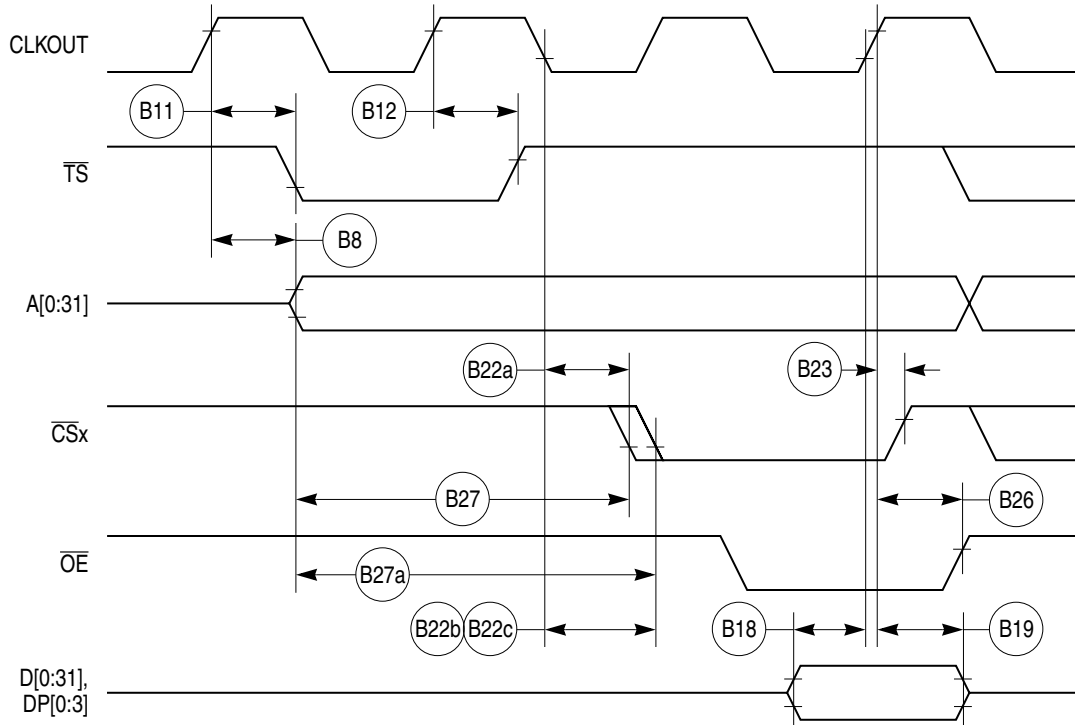 CLKOUT
B11
B12
TS
B8
A[0:31]
B22a
B23
CSx
B27
B26
OE
B27a
B22b B22c
B18
B19
D[0:31],
DP[0:3]